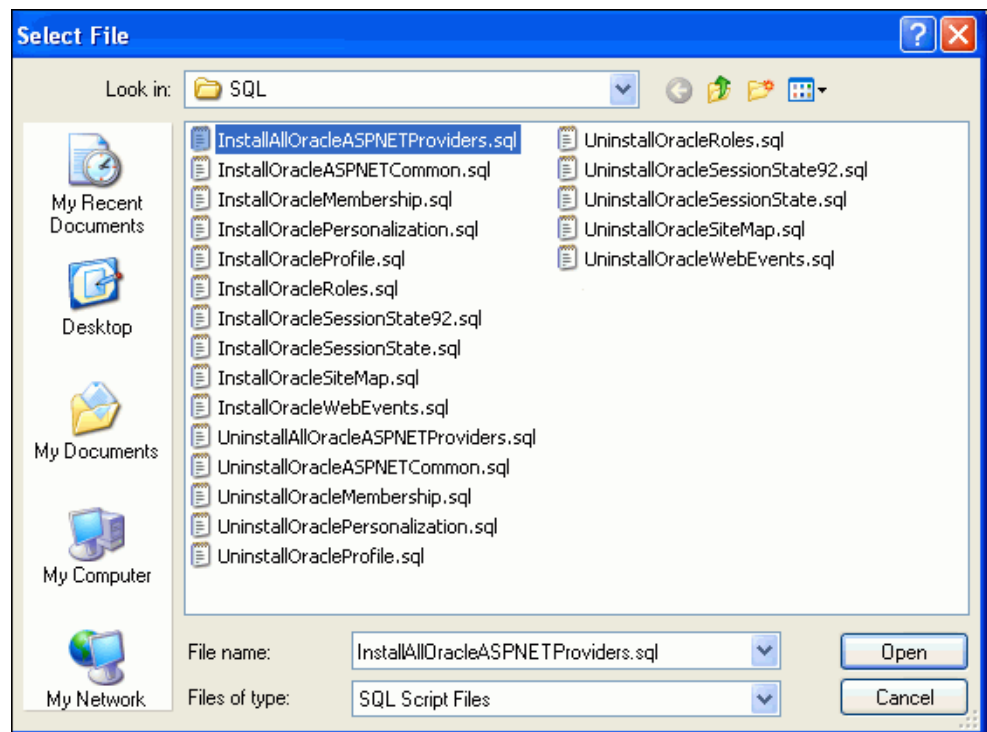 Select File
Look in:
SQL
My Recent
Documents
Desktop
My Documents
My Computer
My Network
InstallAllOracleASPNETProviders.sql
InstallOracleASPNETCommon.sql
InstallOracleMembership.sql
InstallOraclePersonalization.sql
InstallOracleProfile.sql
InstallOracleRoles.sql
InstallOracleSessionState92.sql
InstallOracleSessionState.sql
InstallOracleSiteMap.sql
InstallOracleWebEvents.sql
UninstallAllOracleASPNETProviders.sql
UninstallOracleASPNETCommon.sql
UninstallOracleMembership.sql
UninstallOraclePersonalization.sql
UninstallOracleProfile.sql
UninstallOracleRoles.sql
UninstallOracleSessionState92.sql
UninstallOracleSessionState.sql
UninstallOracleSiteMap.sql
UninstallOracleWebEvents.sql
File name:
InstallAllOracleASPNETProviders.sql
Open
Files of type:
SQL Script Files
Cancel